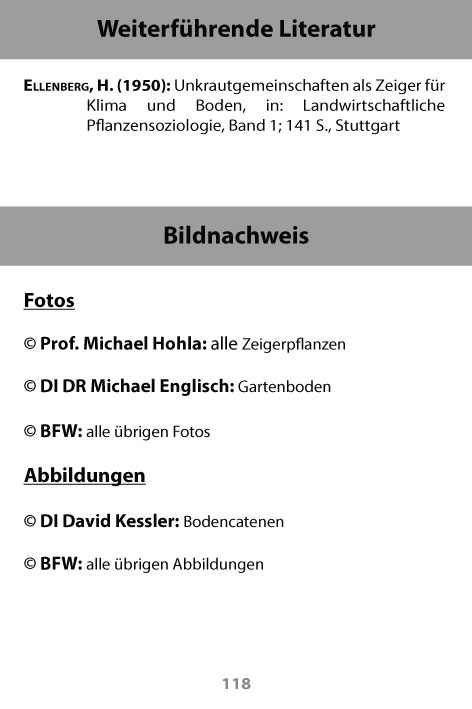 Weiterführende Literatur
Ellenberg, H. (1950): Unkrautgemeinschaften als Zeiger für
Klima und Boden, in: Landwirtschaftliche
Pflanzensoziologie, Band 1; 141 S., Stuttgart
Bildnachweis
Fotos
© Prof. Michael Hohla: alle Zeigerpflanzen
© DI DR Michael Englisch: Gartenboden
© BFW: alle übrigen Fotos
Abbildungen
© DI David Kessler: Bodencatenen
© BFW: alle übrigen Abbildungen
118